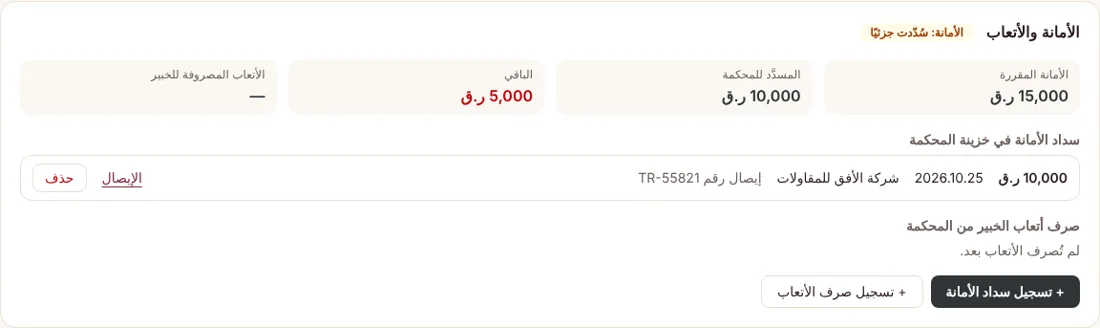 الأمانة والأتعاب الأمانة: سُدّدت جزئيًا
الأمانة المقررة
15,000 ر.ق
المسدَّد للمحكمة
10,000 ر.ق
الباقي
5,000 ر.ق
الأتعاب المصروفة للخبير
—
سداد الأمانة في خزينة المحكمة
10,000 ر.ق 2026.10.25 شركة الأفق للمقاولات إيصال رقم TR-55821 الإيصال حذف
صرف أتعاب الخبير من المحكمة
لم تُصرف الأتعاب بعد.
+ تسجيل سداد الأمانة + تسجيل صرف الأتعاب